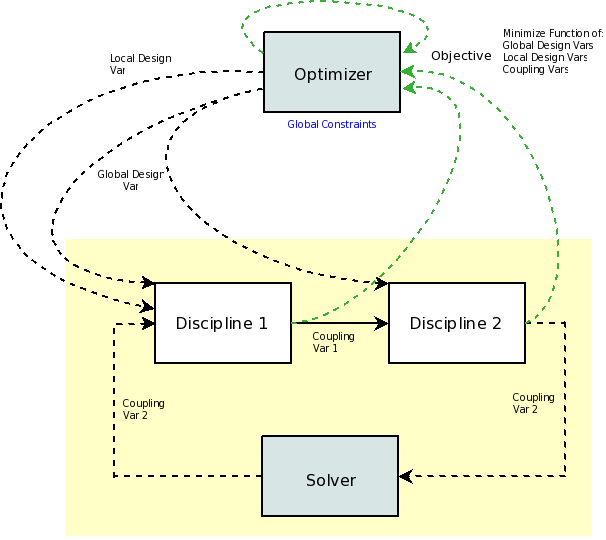 Minimize Function of:
Global Design Vars
Local Design Vars
Coupling Vars
Objective
Local Design
Var
Optimizer
Global Constraints
Global Design
Var
Discipline 1
Discipline 2
Coupling
Var 1
Coupling
Var 2
Coupling
Var 2
Solver